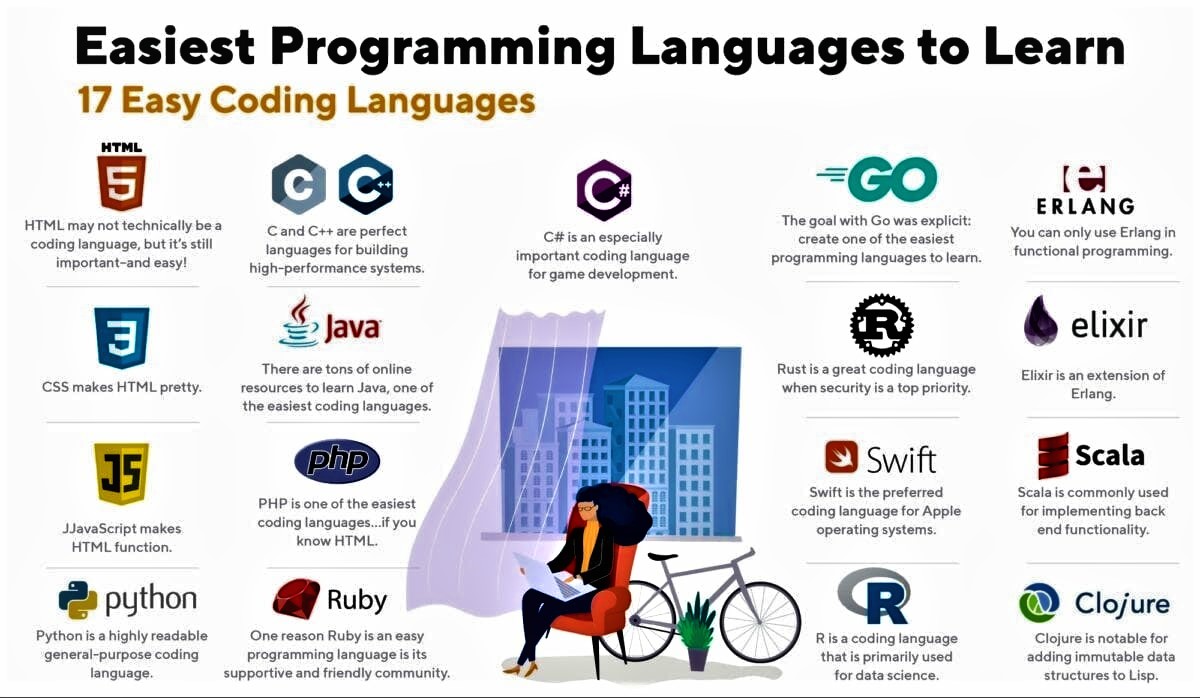 Easiest Programming Languages to Learn
17 Easy Coding Languages
HTML
5
HTML may not technically be a
coding language, but it's still
important–and easy!
3
CSS makes HTML pretty.
JS
JJavaScript makes
HTML function.
python
Python is a highly readable
general-purpose coding
language.
C
C++
C and C++ are perfect
languages for building
high-performance systems.
Java
There are tons of online
resources to learn Java, one of
the easiest coding languages.
php
PHP is one of the easiest
coding languages...if you
know HTML.
Ruby
One reason Ruby is an easy
programming language is its
supportive and friendly community.
C#
C# is an especially
important coding language
for game development.
GO
The goal with Go was explicit:
create one of the easiest
programming languages to learn.
R
Rust is a great coding language
when security is a top priority.
Swift
Swift is the preferred
coding language for Apple
operating systems.
R
R is a coding language
that is primarily used
for data science.
e
ERLANG
You can only use Erlang in
functional programming.
elixir
Elixir is an extension of
Erlang.
Scala
Scala is commonly used
for implementing back
end functionality.
Clojure
Clojure is notable for
adding immutable data
structures to Lisp.